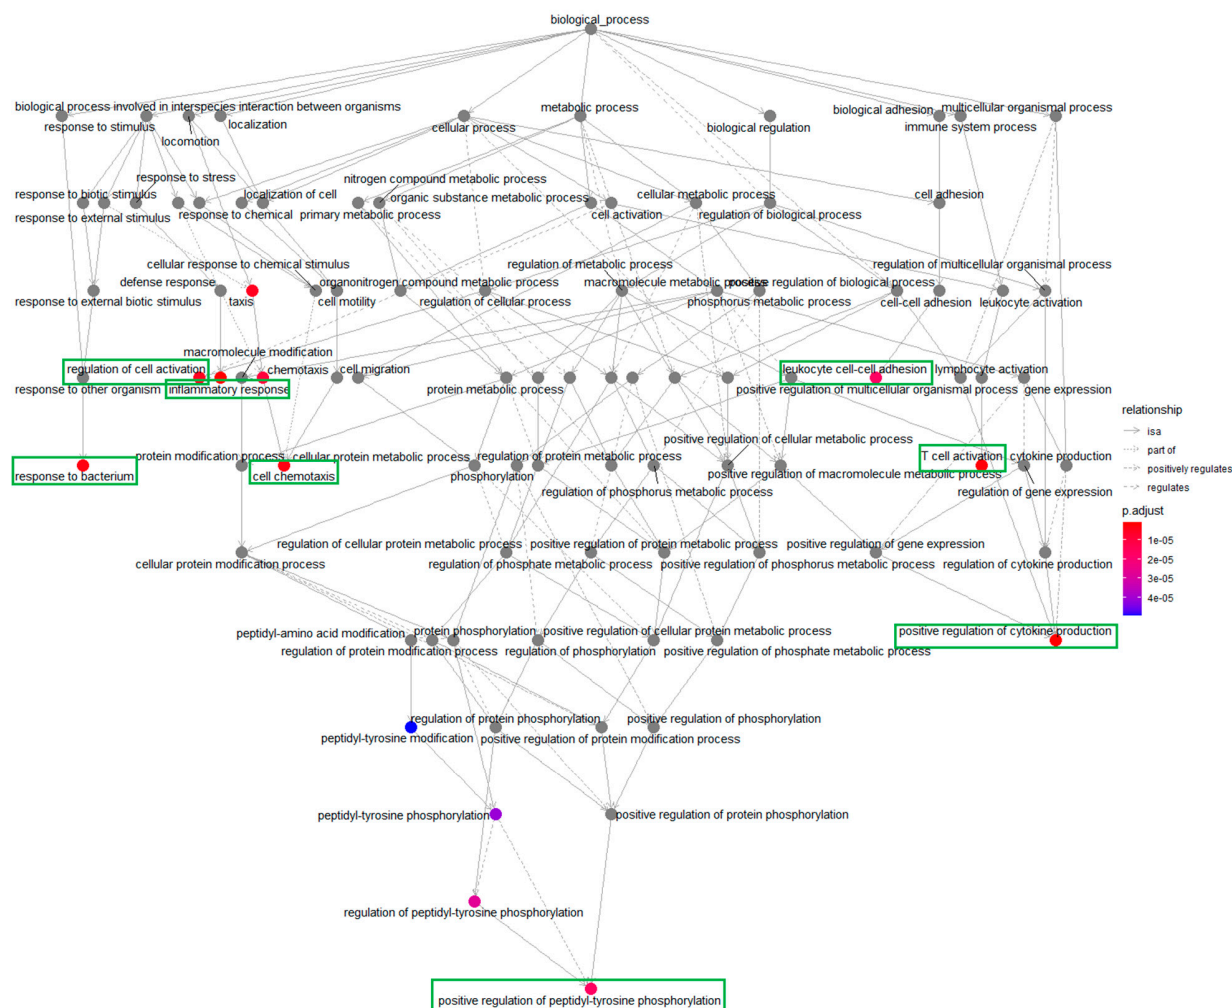 biological_process
biological process involved in interspecies interaction between organisms
metabolic process
biological adhesion
multicellular organismal process
response to stimulus
localization
cellular process
biological regulation
immune system process
locomotion
response to stress
nitrogen compound metabolic process
response to biotic stimulus
localization of cell
organic substance metabolic process
cellular metabolic process
cell adhesion
response to external stimulus
response to chemical
primary metabolic process
cell activation
regulation of biological process
cellular response to chemical stimulus
regulation of metabolic process
regulation of multicellular organismal process
defense response
organonitrogen compound metabolic process
macromolecule metabolic process
positive regulation of biological process
response to external biotic stimulus
taxis
cell motility
regulation of cellular process
phosphorus metabolic process
cell-cell adhesion
leukocyte activation
macromolecule modification
regulation of cell activation
chemotaxis
cell migration
leukocyte cell-cell adhesion
lymphocyte activation
response to other organism
inflammatory response
protein metabolic process
positive regulation of multicellular organismal process
gene expression
positive regulation of cellular metabolic process
protein modification process
cellular protein metabolic process
regulation of protein metabolic process
T cell activation
cytokine production
response to bacterium
cell chemotaxis
phosphorylation
positive regulation of macromolecule metabolic process
regulation of phosphorus metabolic process
regulation of gene expression
regulation of cellular protein metabolic process
positive regulation of protein metabolic process
positive regulation of gene expression
cellular protein modification process
regulation of phosphate metabolic process
positive regulation of phosphorus metabolic process
regulation of cytokine production
peptidyl-amino acid modification
protein phosphorylation
positive regulation of cellular protein metabolic process
positive regulation of cytokine production
regulation of protein modification process
regulation of phosphorylation
positive regulation of phosphate metabolic process
regulation of protein phosphorylation
positive regulation of phosphorylation
peptidyl-tyrosine modification
positive regulation of protein modification process
peptidyl-tyrosine phosphorylation
positive regulation of protein phosphorylation
regulation of peptidyl-tyrosine phosphorylation
positive regulation of peptidyl-tyrosine phosphorylation
relationship
isa
part of
positively regulates
regulates
p.adjust
1e-05
2e-05
3e-05
4e-05